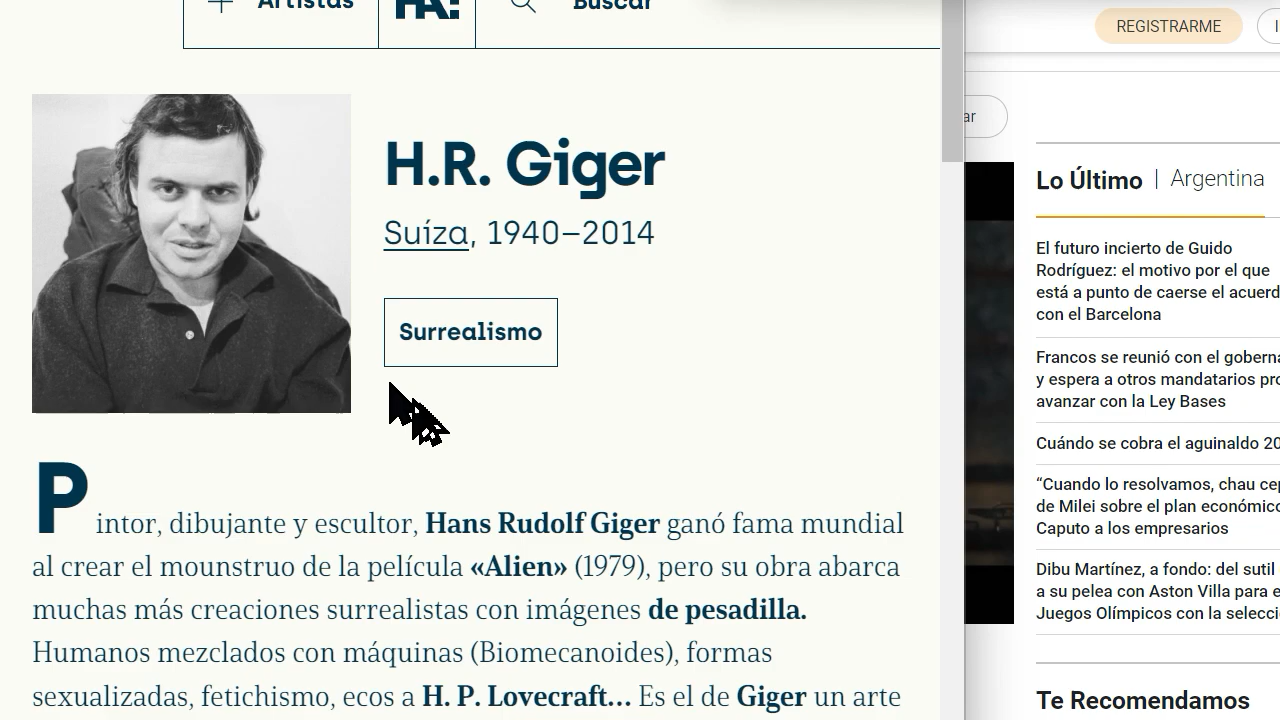 Artistas
HA!
Buscar
H.R. Giger
Suíza, 1940–2014
Surrealismo
Pintor, dibujante y escultor, Hans Rudolf Giger ganó fama mundial
al crear el mounstruo de la película «Alien» (1979), pero su obra abarca
muchas más creaciones surrealistas con imágenes de pesadilla.
Humanos mezclados con máquinas (Biomecanoides), formas
sexualizadas, fetichismo, ecos a H. P. Lovecraft... Es el de Giger un arte
REGISTRARME
ar
Lo Último | Argentina
El futuro incierto de Guido
Rodríguez: el motivo por el que
está a punto de caerse el acuerd
con el Barcelona
Francos se reunió con el goberna
y espera a otros mandatarios pro
avanzar con la Ley Bases
Cuándo se cobra el aguinaldo 20
“Cuando lo resolvamos, chau cep
de Milei sobre el plan económico
Caputo a los empresarios
Dibu Martínez, a fondo: del sutil
a su pelea con Aston Villa para e
Juegos Olímpicos con la selecci
Te Recomendamos